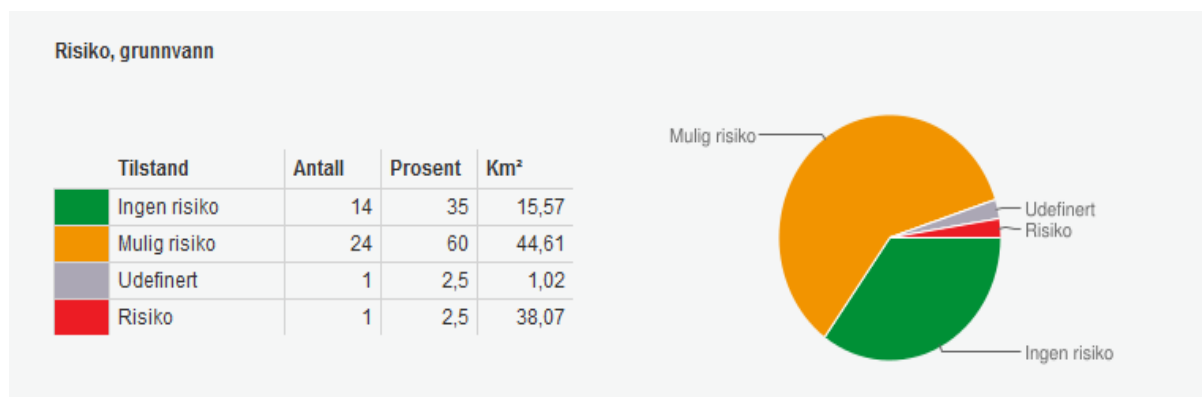 Risiko, grunnvann
Tilstand Antall Prosent Km²
Ingen risiko 14 35 15,57
Mulig risiko 24 60 44,61
Udefinert 1 2,5 1,02
Risiko 1 2,5 38,07
Mulig risiko
Udefinert
Risiko
Ingen risiko